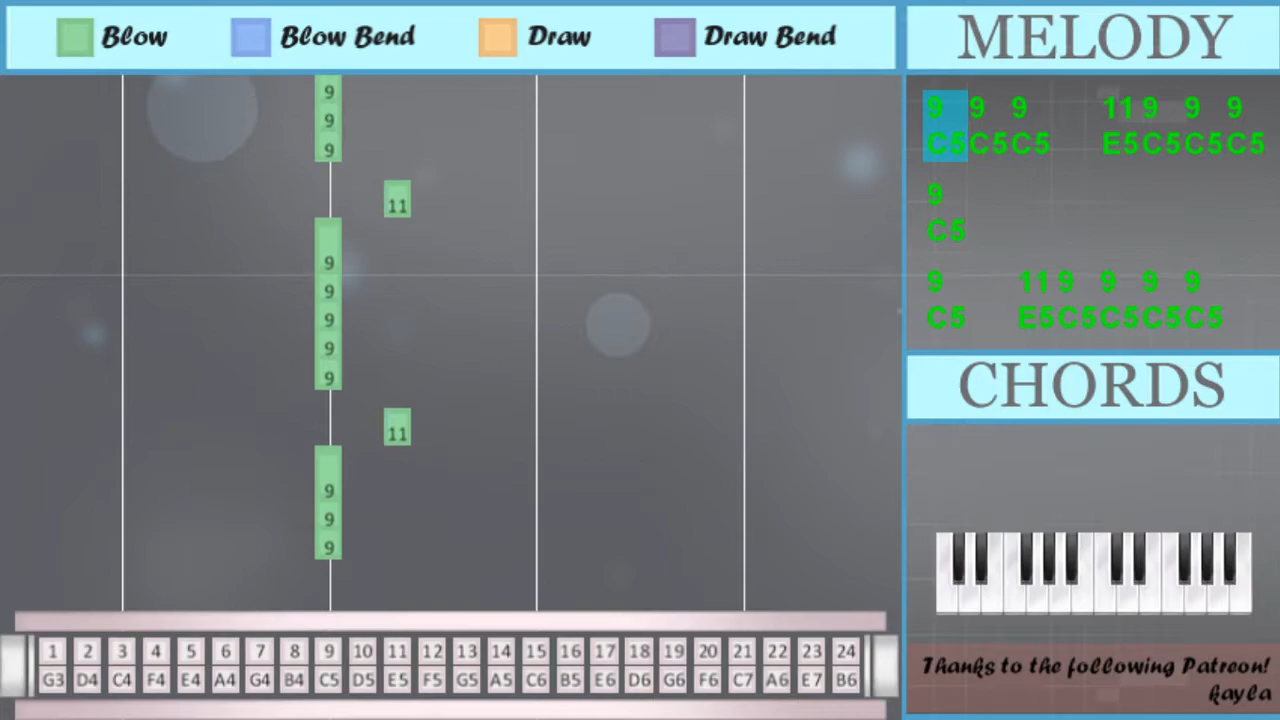 Blow Blow Bend Draw Draw Bend
MELODY
9 9 9 11 9 9 9
C5 C5 C5 E5 C5 C5 C5
9
C5
9 11 9 9 9 9
C5 E5 C5 C5 C5 C5
CHORDS
Thanks to the following Patreon!
kayla
9
9
9
11
9
9
9
9
9
11
9
9
9
1 2 3 4 5 6 7 8 9 10 11 12 13 14 15 16 17 18 19 20 21 22 23 24
G3 D4 C4 F4 E4 A4 G4 B4 C5 D5 E5 F5 G5 A5 C6 B5 E6 D6 G6 F6 C7 A6 E7 B6